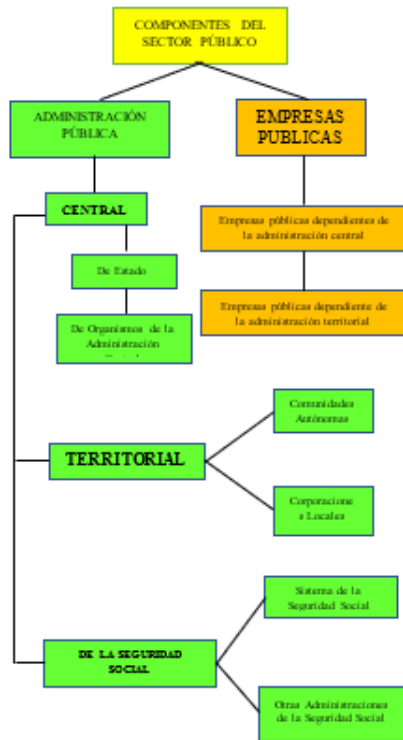 COMPONENTES DEL
SECTOR PÚBLICO
ADMINISTRACIÓN
PÚBLICA
EMPRESAS
PUBLICAS
CENTRAL
Empresas públicas dependientes de
la administración central
De Estado
Empresas públicas dependiente de
la administración territorial
De Organismos de la
Administración
Comunidades
Autónomas
TERRITORIAL
Corporacione
s Locales
Sistema de la
Seguridad Social
DE LA SEGURIDAD
SOCIAL
Otras Administraciones
de la Seguridad Social